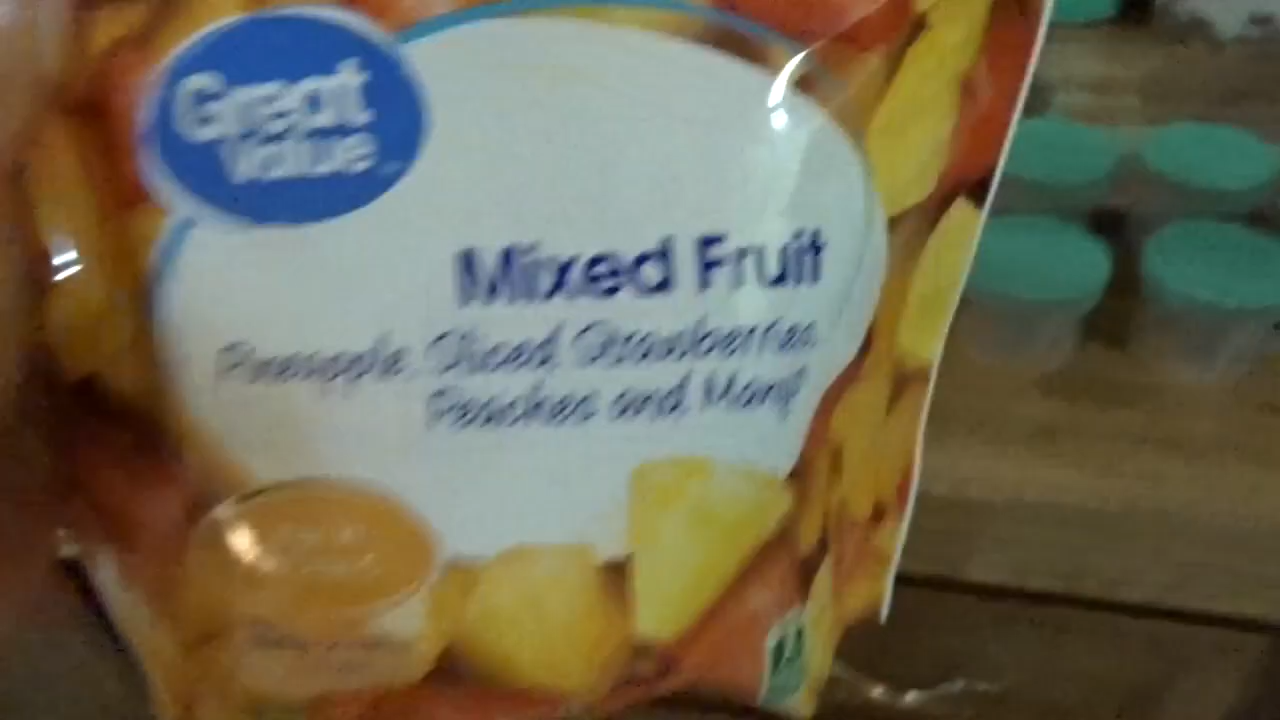 Great
Value
Mixed Fruit
Pineapple, Sliced Strawberries,
Peaches and Mango